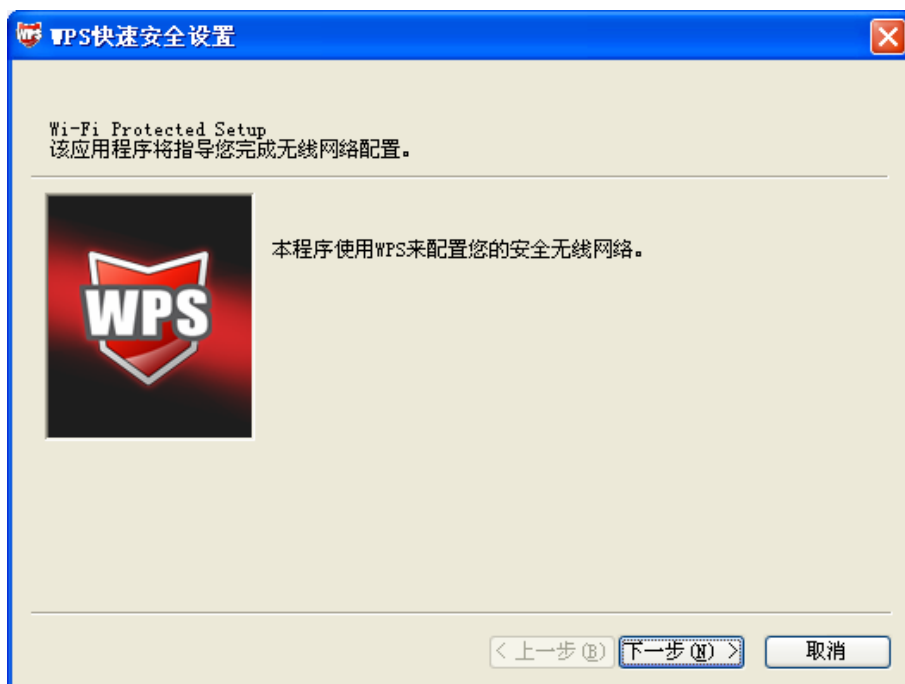 WPS快速安全设置
Wi-Fi Protected Setup
该应用程序将指导您完成无线网络配置。
WPS
本程序使用WPS来配置您的安全无线网络。
< 上一步(B)
下一步(N) >
取消